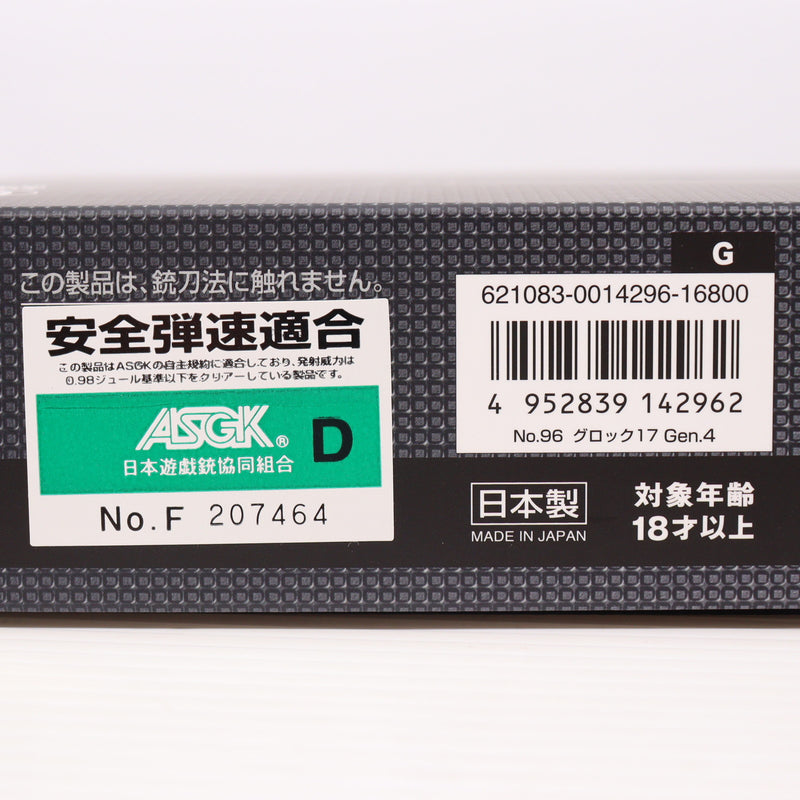 この製品は、銃刀法に触れません。
安全弾速適合
この製品はASGKの自主規約に適合しており、発射威力は
0.98ジュール基準以下をクリアーしている製品です。
ASGK® D
日本遊戯銃協同組合
No.F 207464
G
621083-0014296-16800
4 952839 142962
No.96 グロック17 Gen.4
日本製
MADE IN JAPAN
対象年齢
18才以上